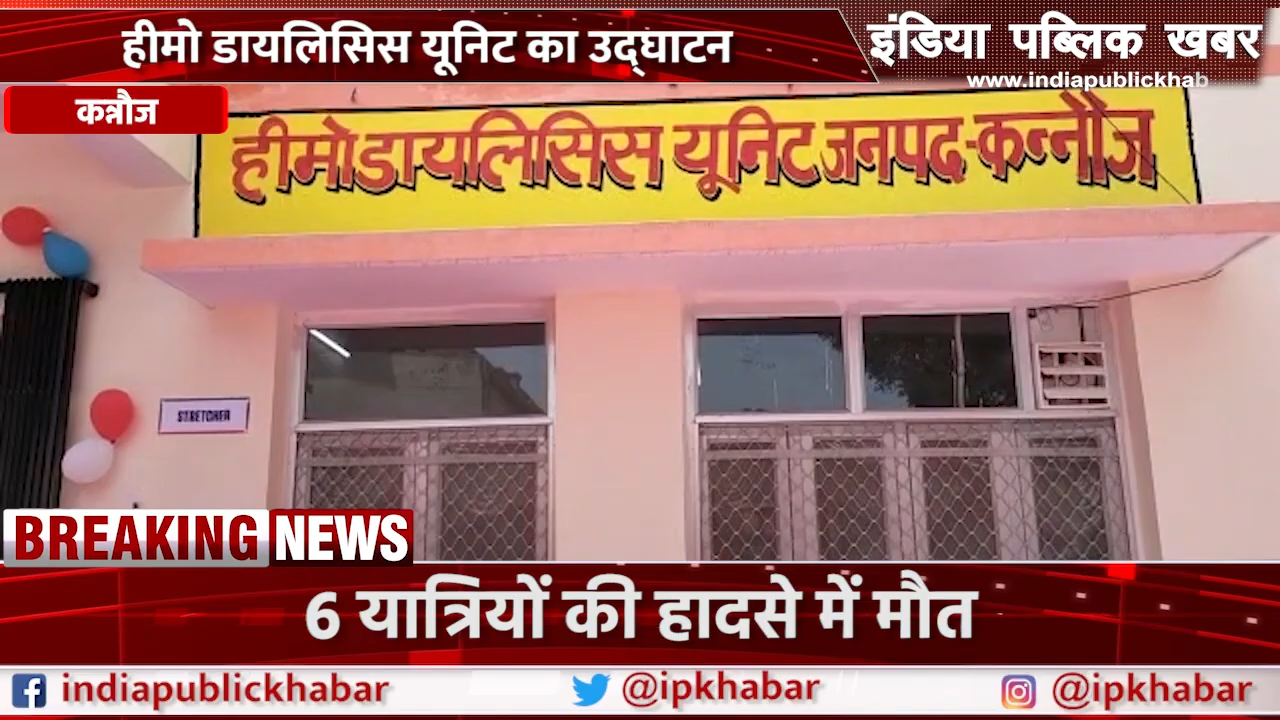 हीमो डायलिसिस यूनिट का उद्घाटन
इंडिया पब्लिक खबर
www.indiapublickhab
कन्नौज
हीमोडायलिसिस यूनिट जनपद-कन्नौज
STRETCHER
BREAKING NEWS
6 यात्रियों की हादसे में मौत
indiapublickhabar
@ipkhabar
@ipkhabar